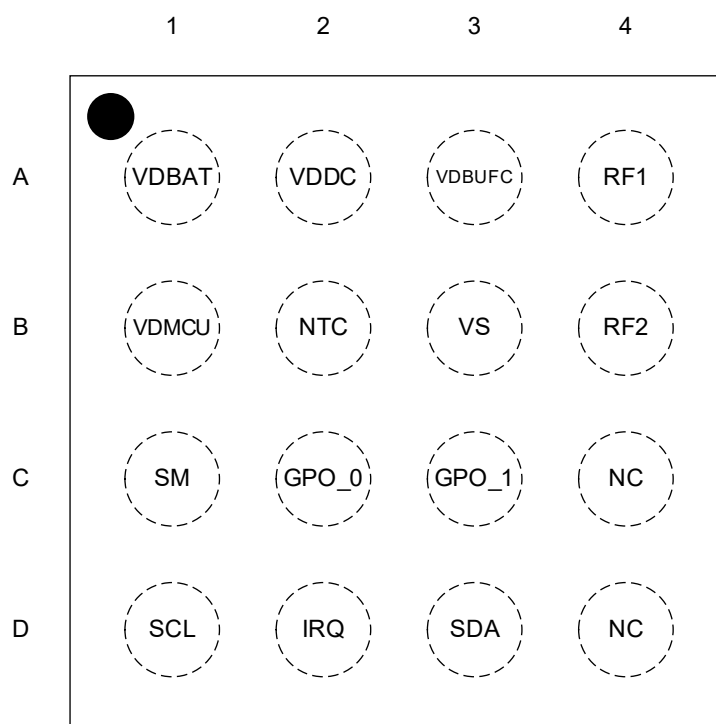 1 2 3 4
A VDBAT VDDC VDBUFC RF1
B VDMCU NTC VS RF2
C SM GPO_0 GPO_1 NC
D SCL IRQ SDA NC